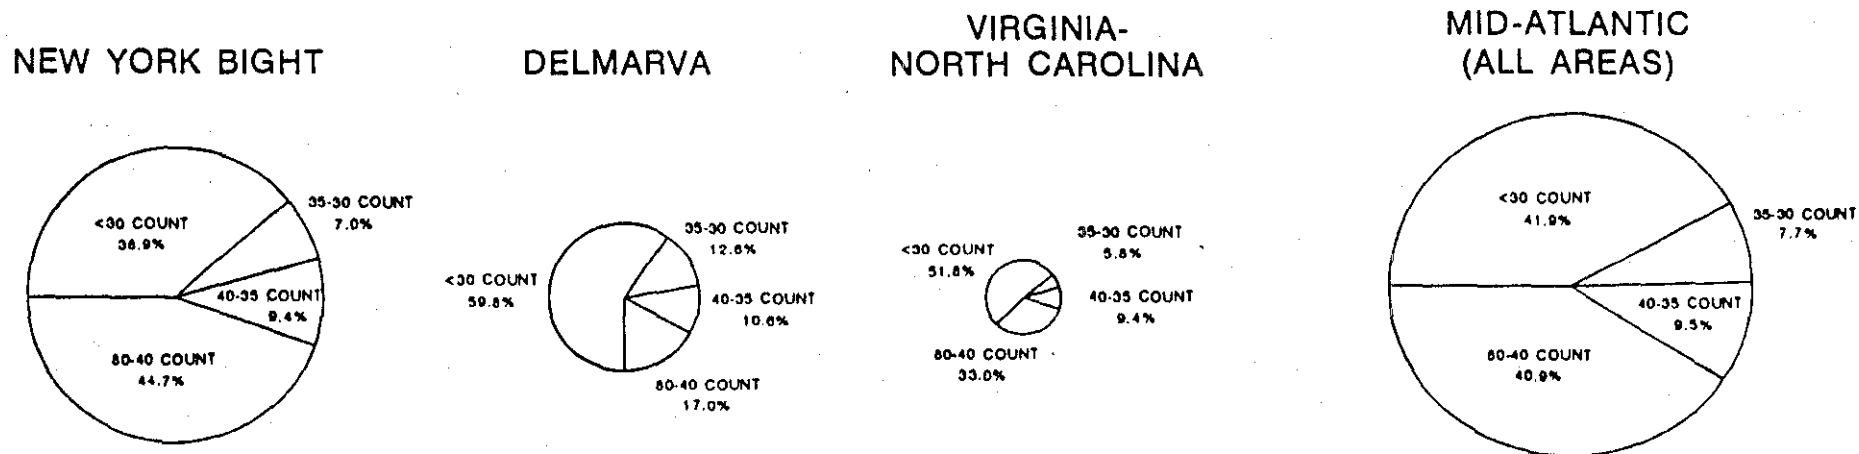 NEW YORK BIGHT
<30 COUNT
38.9%
35-30 COUNT
7.0%
40-35 COUNT
9.4%
80-40 COUNT
44.7%
DELMARVA
35-30 COUNT
12.6%
<30 COUNT
59.8%
40-35 COUNT
10.6%
80-40 COUNT
17.0%
VIRGINIA-
NORTH CAROLINA
35-30 COUNT
5.8%
<30 COUNT
51.8%
40-35 COUNT
9.4%
80-40 COUNT
33.0%
MID-ATLANTIC
(ALL AREAS)
<30 COUNT
41.9%
35-30 COUNT
7.7%
40-35 COUNT
9.5%
80-40 COUNT
40.9%